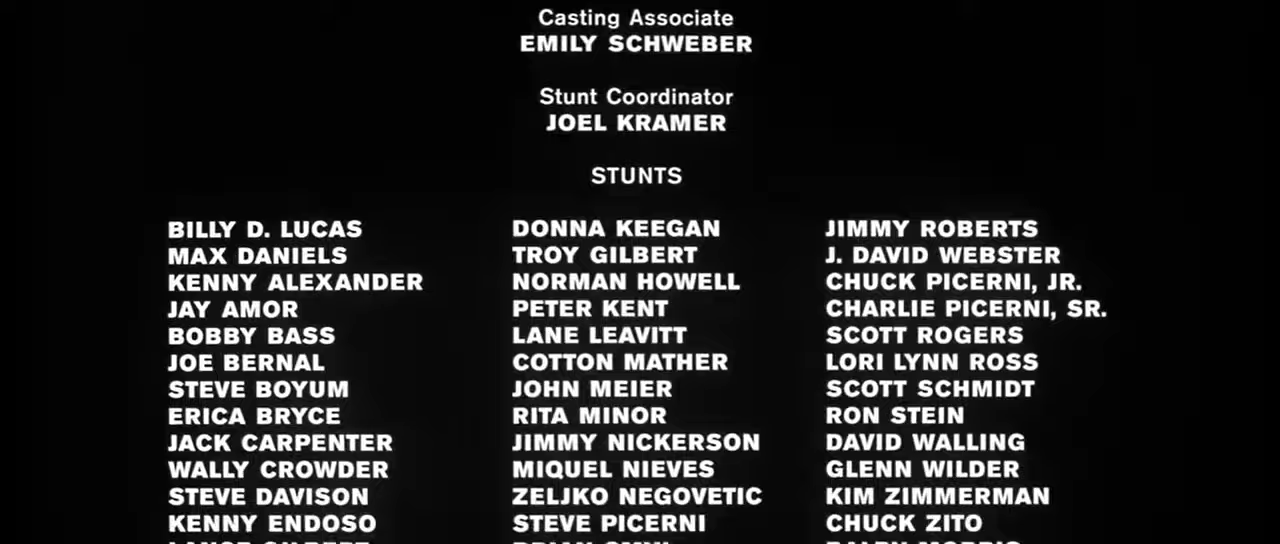 Casting Associate
EMILY SCHWEBER
Stunt Coordinator
JOEL KRAMER
STUNTS
BILLY D. LUCAS DONNA KEEGAN JIMMY ROBERTS
MAX DANIELS TROY GILBERT J. DAVID WEBSTER
KENNY ALEXANDER NORMAN HOWELL CHUCK PICERNI, JR.
JAY AMOR PETER KENT CHARLIE PICERNI, SR.
BOBBY BASS LANE LEAVITT SCOTT ROGERS
JOE BERNAL COTTON MATHER LORI LYNN ROSS
STEVE BOYUM JOHN MEIER SCOTT SCHMIDT
ERICA BRYCE RITA MINOR RON STEIN
JACK CARPENTER JIMMY NICKERSON DAVID WALLING
WALLY CROWDER MIQUEL NIEVES GLENN WILDER
STEVE DAVISON ZELJKO NEGOVETIC KIM ZIMMERMAN
KENNY ENDOSO STEVE PICERNI CHUCK ZITO